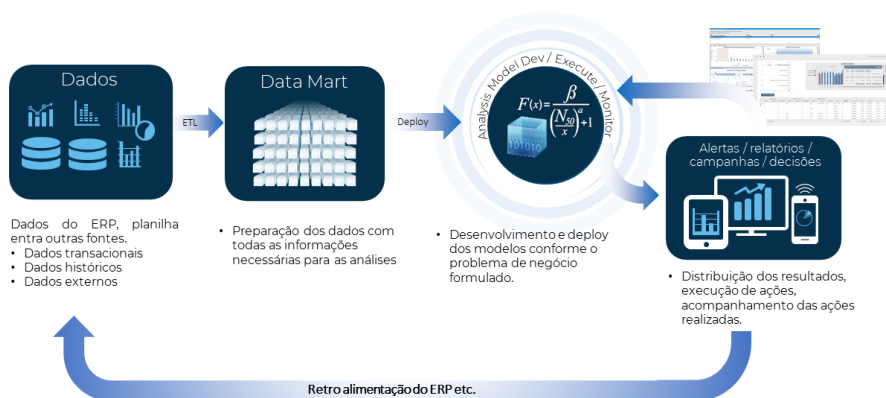 Dados
Data Mart
ETL
Deploy
Analysis Model Dev / Execute / Monitor
F(x)= β
(N50
x)a+1
101010
Alertas / relatórios /
campanhas / decisões
Dados do ERP, planilha
entra outras fontes.
• Dados transacionais
• Dados históricos
• Dados externos
• Preparação dos dados com
todas as informações
necessárias para as análises
• Desenvolvimento e deploy
dos modelos conforme o
problema de negócio
formulado.
• Distribuição dos resultados,
execução de ações,
acompanhamento das ações
realizadas.
Retro alimentação do ERP etc.